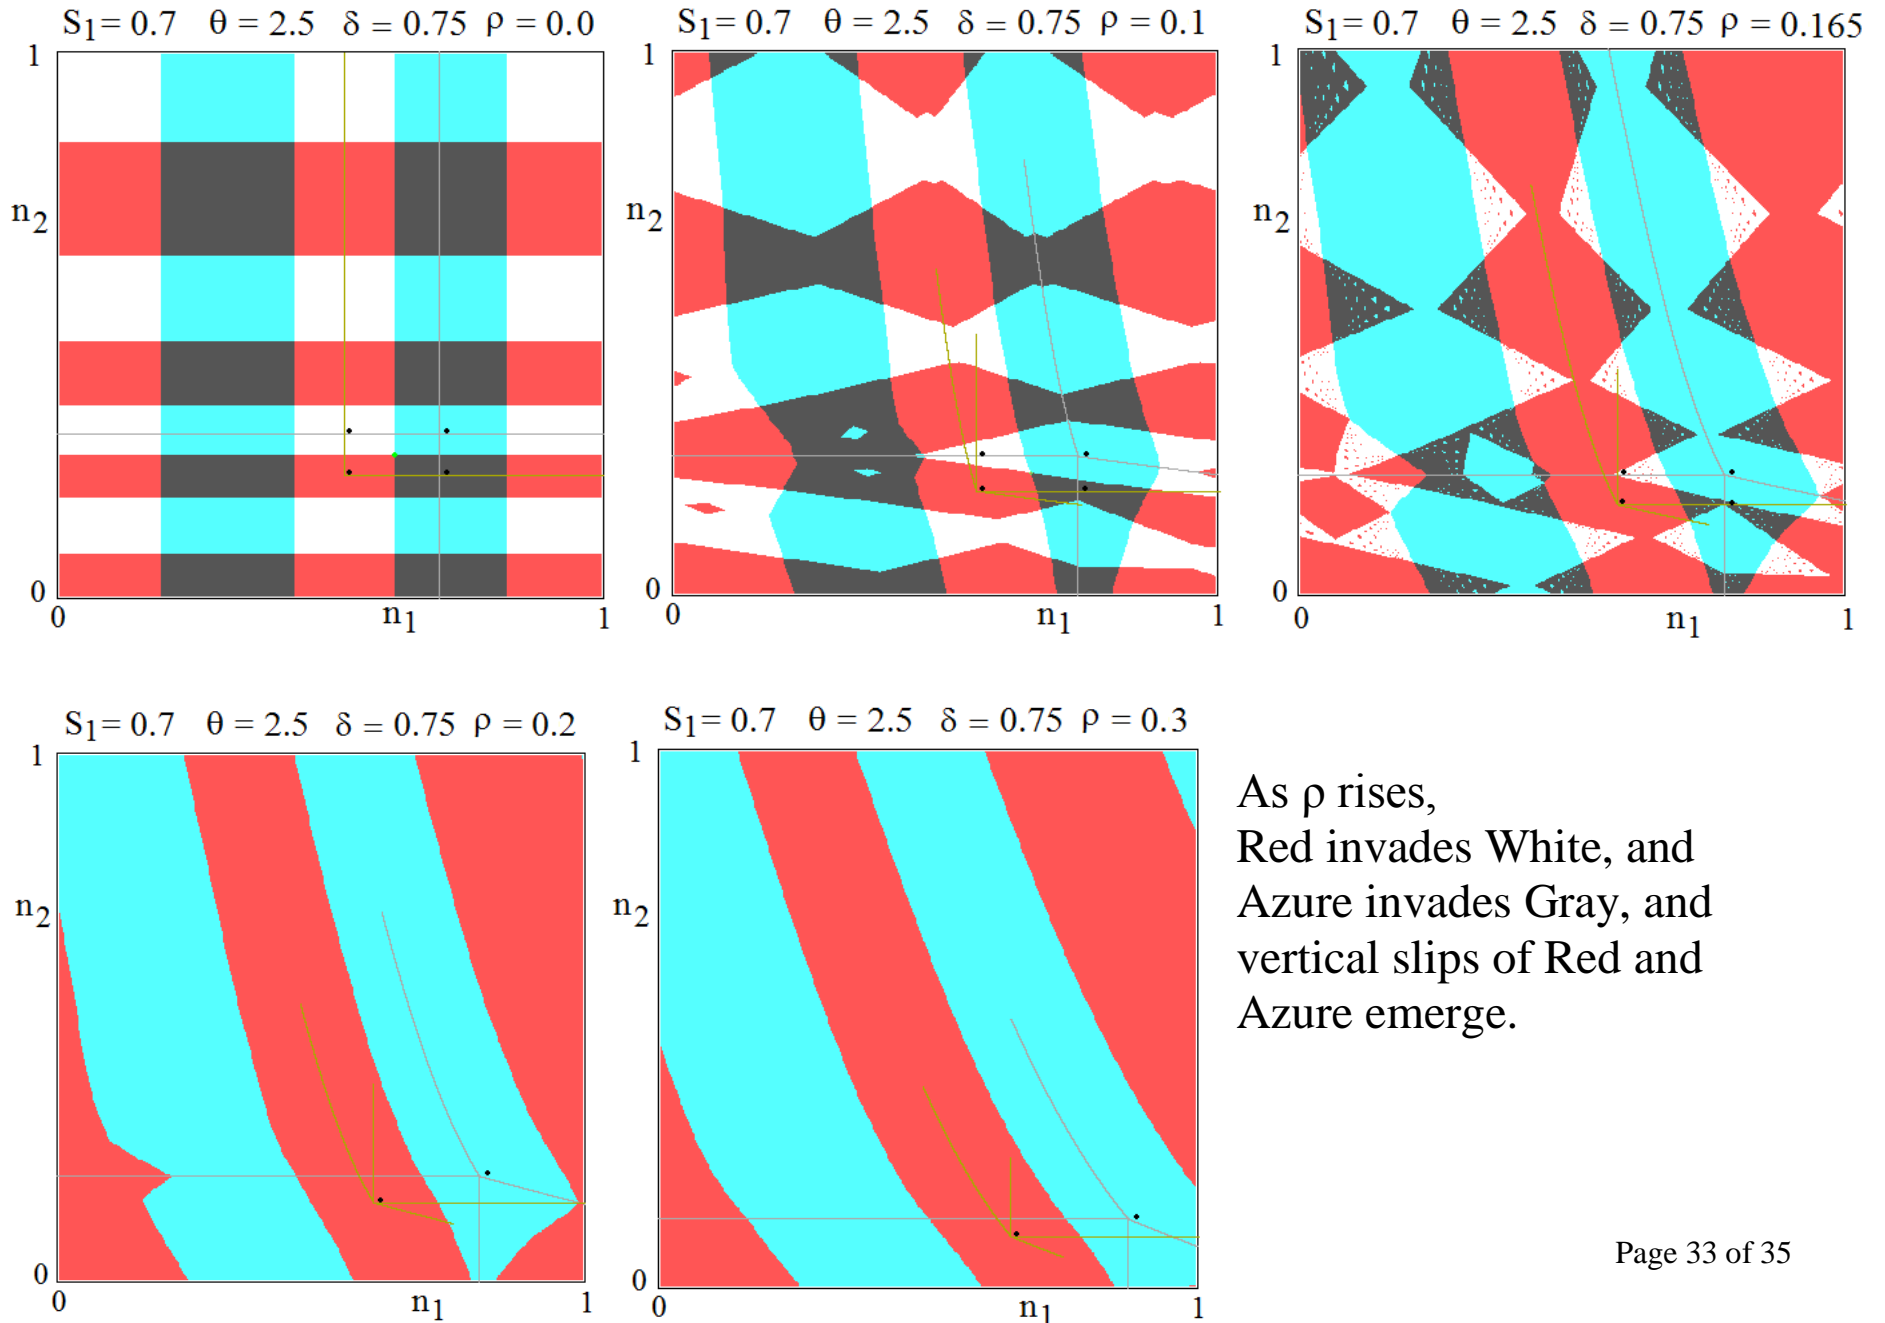 S1= 0.7 θ = 2.5 δ = 0.75 ρ = 0.0
1
n2
0
0 n1 1
S1= 0.7 θ = 2.5 δ = 0.75 ρ = 0.1
1
n2
0
0 n1 1
S1= 0.7 θ = 2.5 δ = 0.75 ρ = 0.165
1
n2
0
0 n1 1
S1= 0.7 θ = 2.5 δ = 0.75 ρ = 0.2
1
n2
0
0 n1 1
S1= 0.7 θ = 2.5 δ = 0.75 ρ = 0.3
1
n2
0
0 n1 1
As ρ rises,
Red invades White, and
Azure invades Gray, and
vertical slips of Red and
Azure emerge.
Page 33 of 35